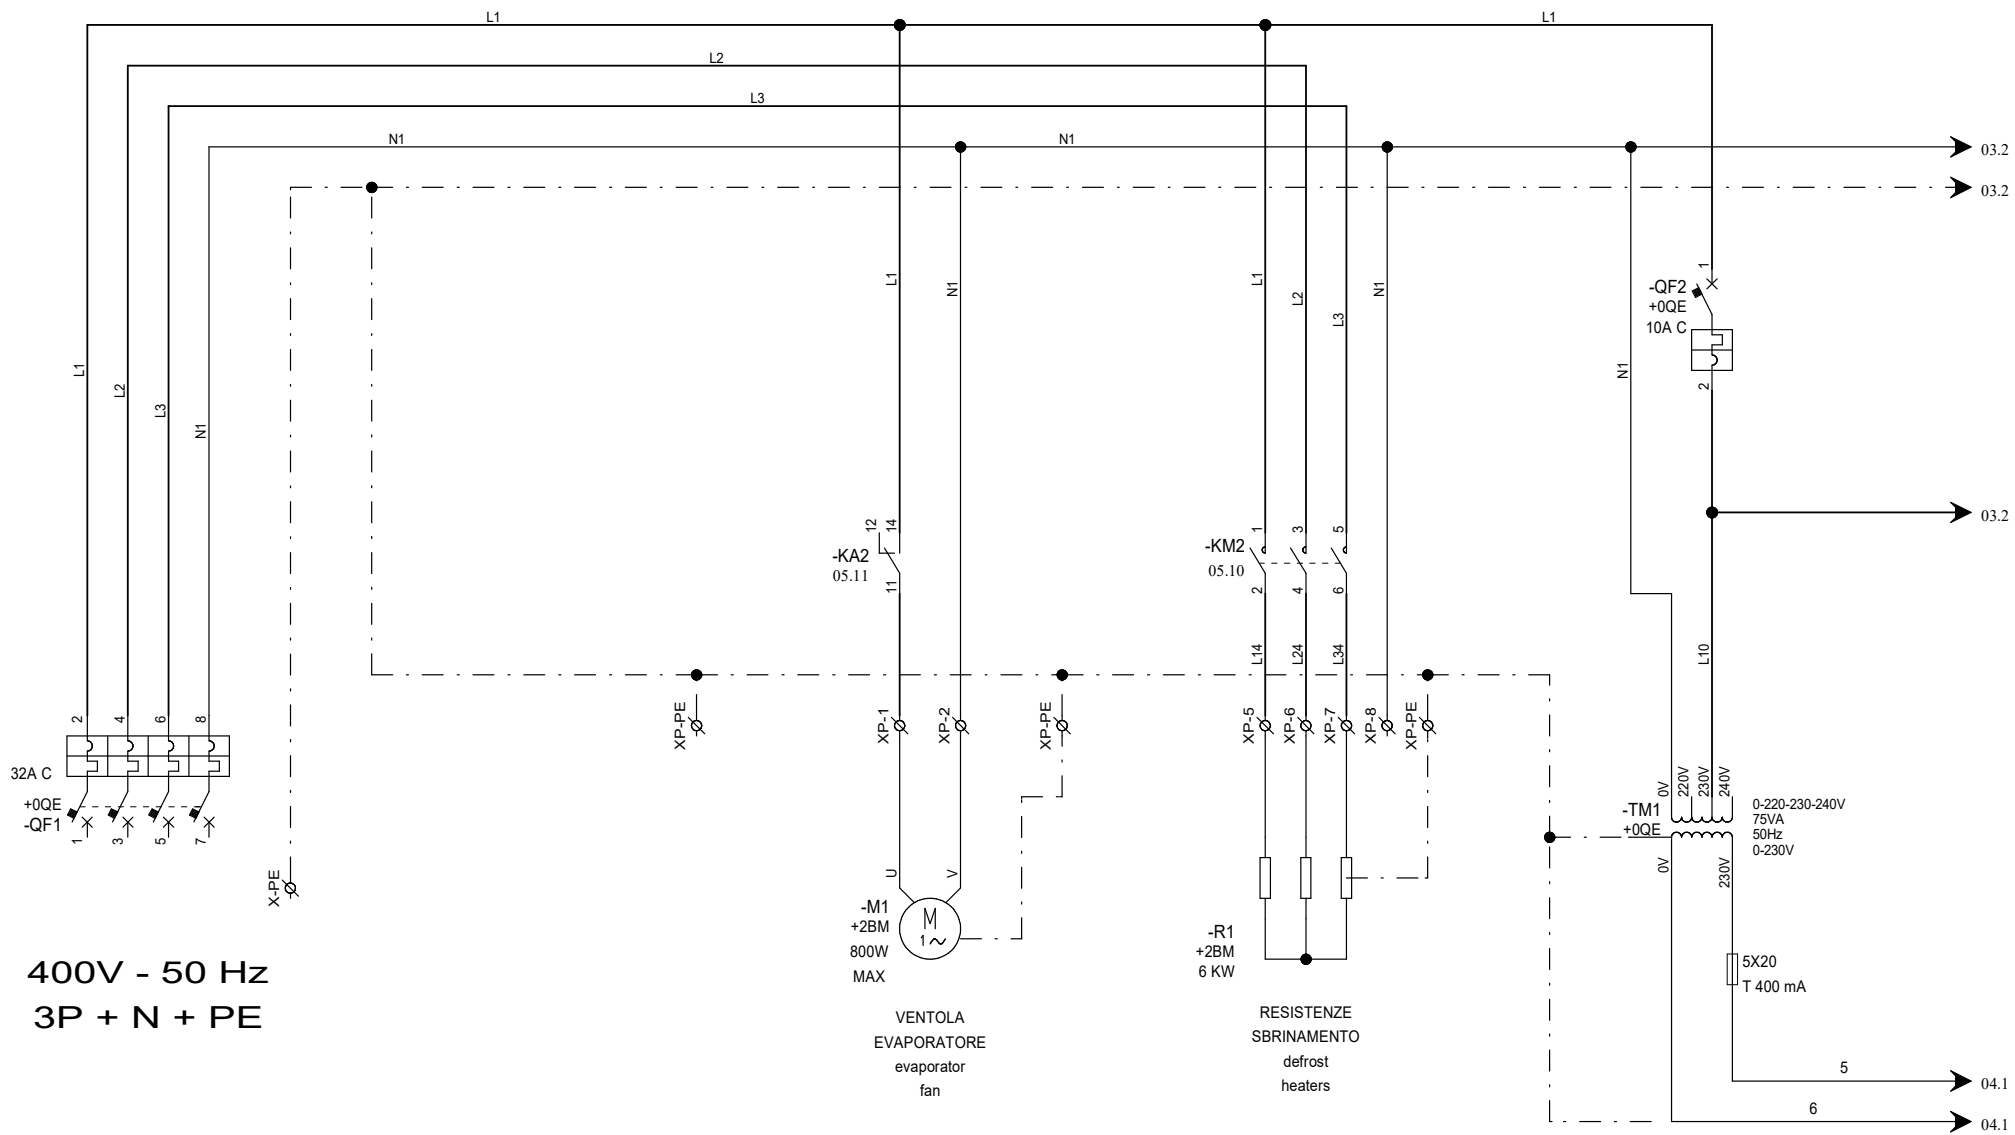 L1
L1
L2
L3
N1
N1
03.2
03.2
L1
L2
L3
N1
L1
N1
L1
L2
L3
N1
N1
1
-QF2
+0QE
10A C
2
03.2
12
14
-KA2
05.11
11
1
3
5
-KM2
05.10
2
4
6
L14
L24
L34
L10
2
4
6
8
32A C
+0QE
-QF1
1
3
5
7
X-PE
XP-PE
XP-1
XP-2
XP-PE
XP-5
XP-6
XP-7
XP-8
XP-PE
0V
220V
230V
240V
-TM1
+0QE
0-220-230-240V
75VA
50Hz
0-230V
0V
230V
U
V
-M1
+2BM
800W
MAX
M
1~
-R1
+2BM
6 KW
5X20
T 400 mA
400V - 50 Hz
3P + N + PE
VENTOLA
EVAPORATORE
evaporator
fan
RESISTENZE
SBRINAMENTO
defrost
heaters
5
04.1
6
04.1